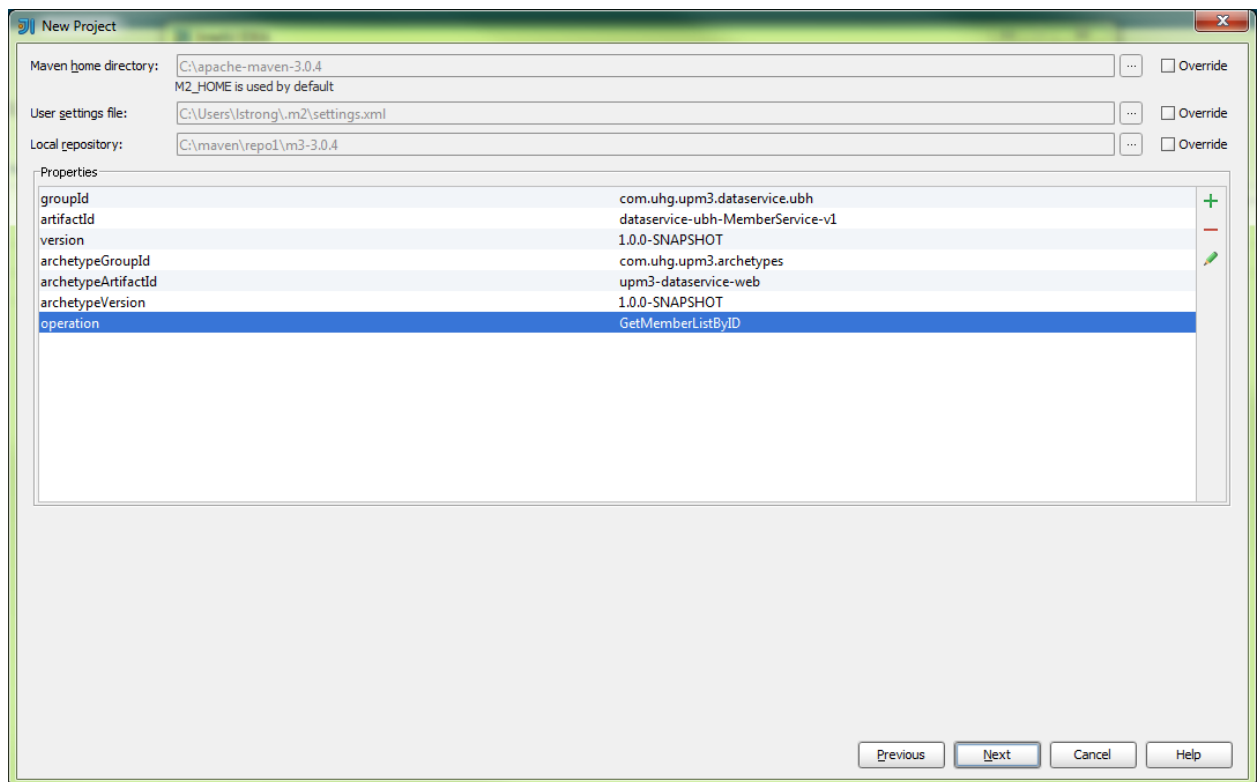 New Project
Maven home directory: C:\apache-maven-3.0.4 ... Override
M2_HOME is used by default
User settings file: C:\Users\lstrong\.m2\settings.xml ... Override
Local repository: C:\maven\repo1\m3-3.0.4 ... Override
Properties
groupId com.uhg.upm3.dataservice.ubh
artifactId dataservice-ubh-MemberService-v1
version 1.0.0-SNAPSHOT
archetypeGroupId com.uhg.upm3.archetypes
archetypeArtifactId upm3-dataservice-web
archetypeVersion 1.0.0-SNAPSHOT
operation GetMemberListByID
Previous Next Cancel Help